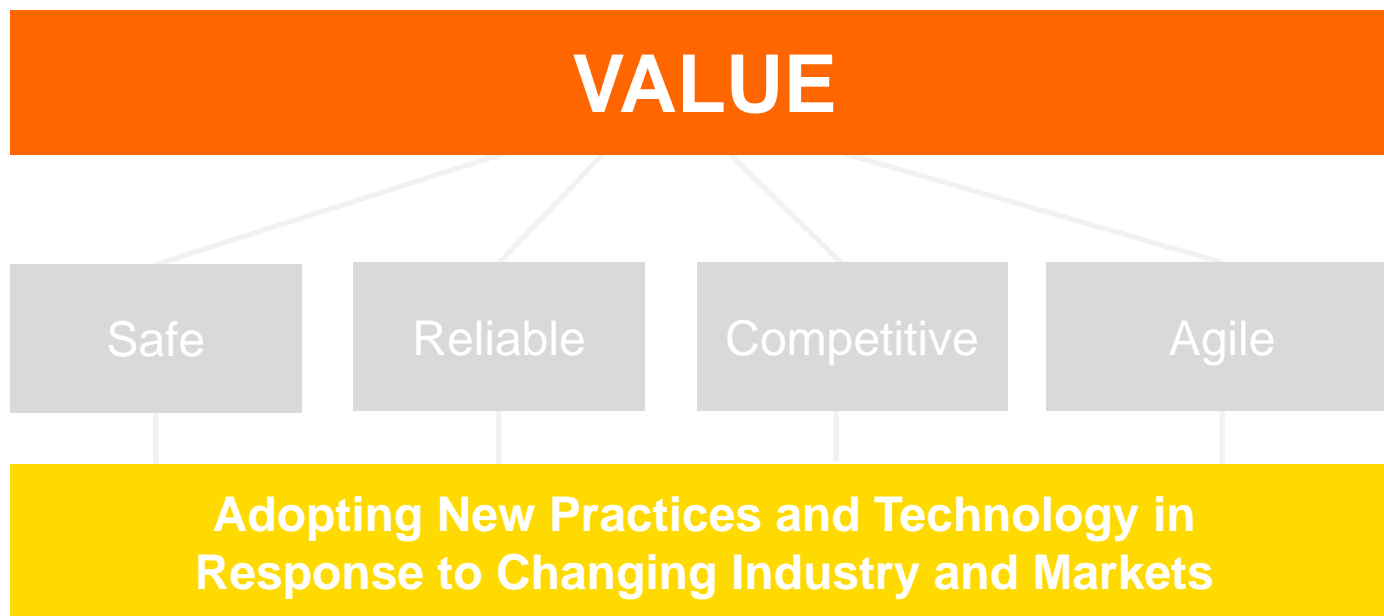 VALUE
Safe
Reliable
Competitive
Agile
Adopting New Practices and Technology in
Response to Changing Industry and Markets